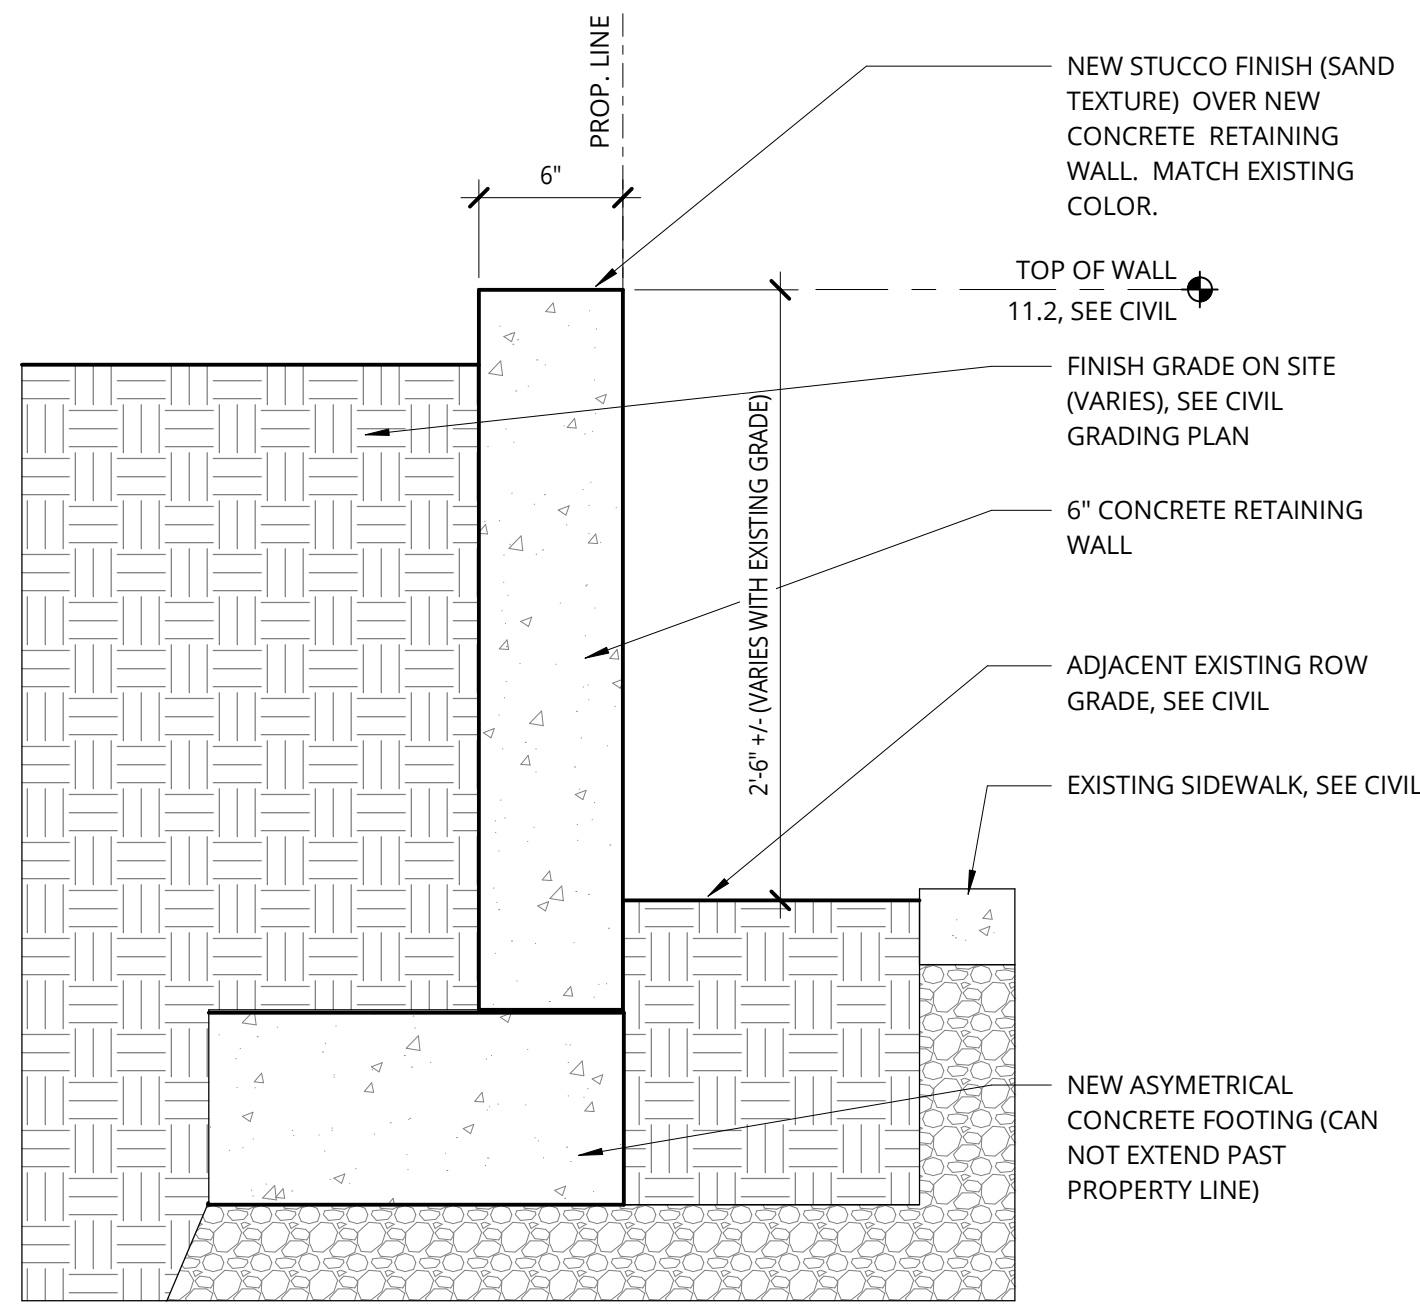 PROP. LINE
NEW STUCCO FINISH (SAND
TEXTURE) OVER NEW
CONCRETE RETAINING
WALL. MATCH EXISTING
COLOR.
6"
TOP OF WALL
11.2, SEE CIVIL
FINISH GRADE ON SITE
(VARIES), SEE CIVIL
GRADING PLAN
2'-6" +/- (VARIES WITH EXISTING GRADE)
6" CONCRETE RETAINING
WALL
ADJACENT EXISTING ROW
GRADE, SEE CIVIL
EXISTING SIDEWALK, SEE CIVIL
NEW ASYMETRICAL
CONCRETE FOOTING (CAN
NOT EXTEND PAST
PROPERTY LINE)